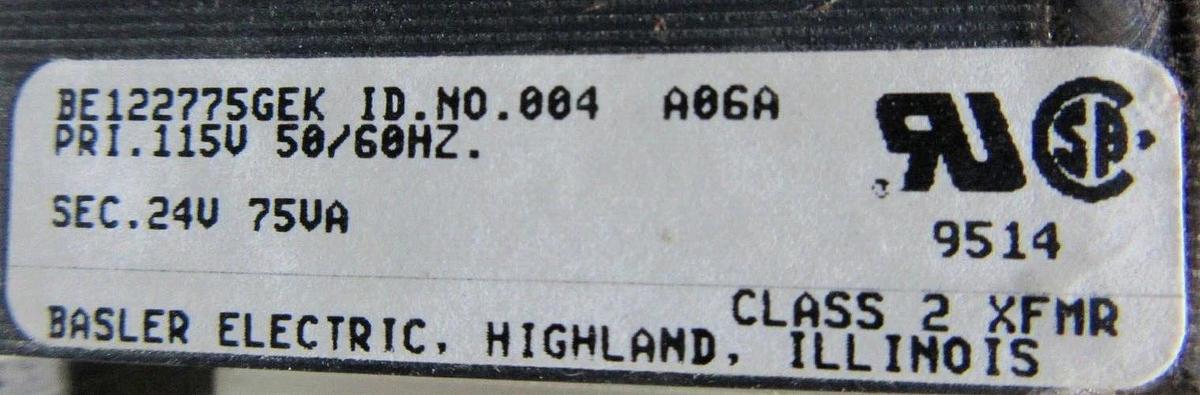 BE122775GEK ID.NO.004 A06A
PRI.115V 50/60HZ.
SEC.24V 75VA
9514
CLASS 2 XFMR
BASLER ELECTRIC, HIGHLAND, ILLINOIS